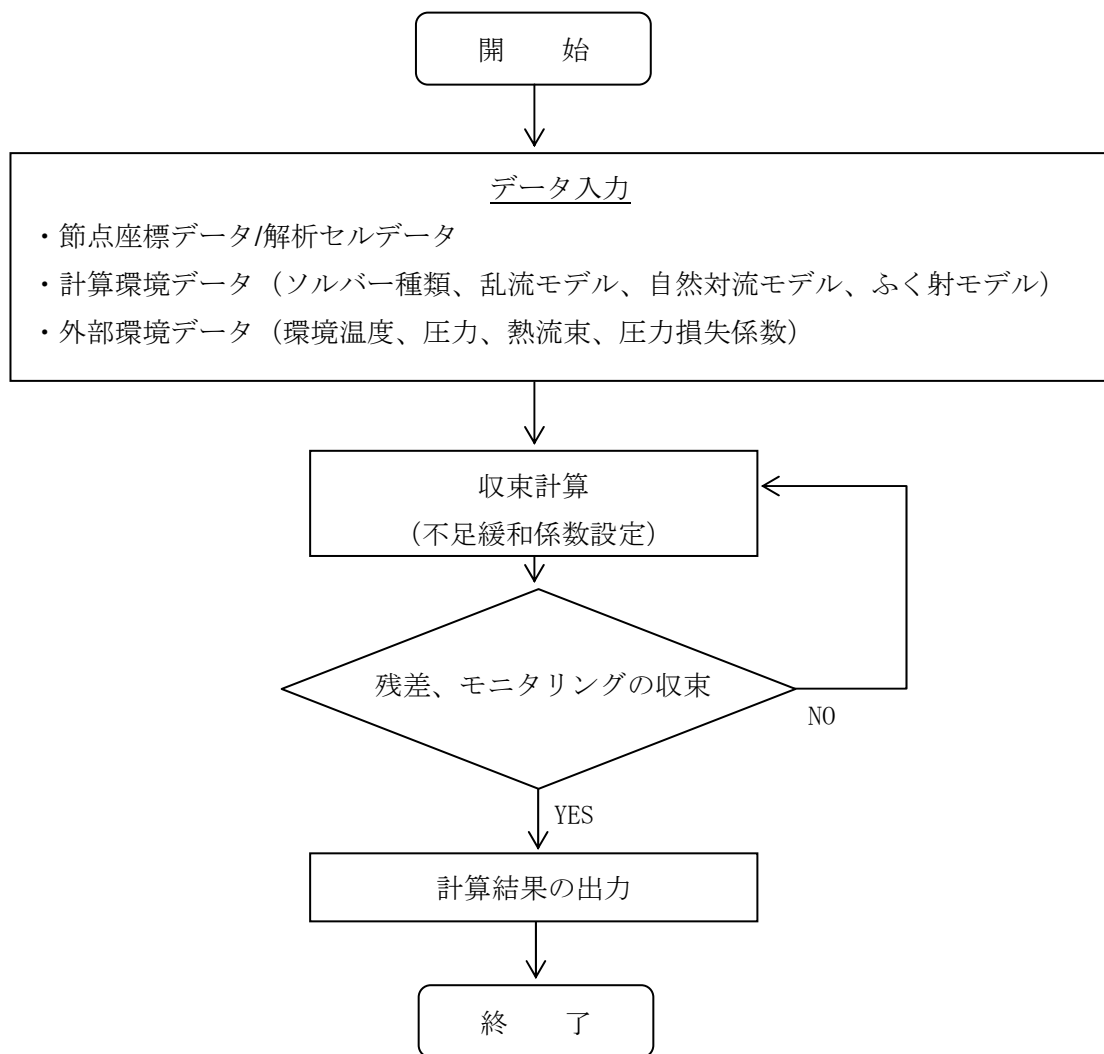 開　　始
データ入力
・節点座標データ/解析セルデータ
・計算環境データ（ソルバー種類、乱流モデル、自然対流モデル、ふく射モデル）
・外部環境データ（環境温度、圧力、熱流束、圧力損失係数）
収束計算
（不足緩和係数設定）
残差、モニタリングの収束
NO
YES
計算結果の出力
終　　了